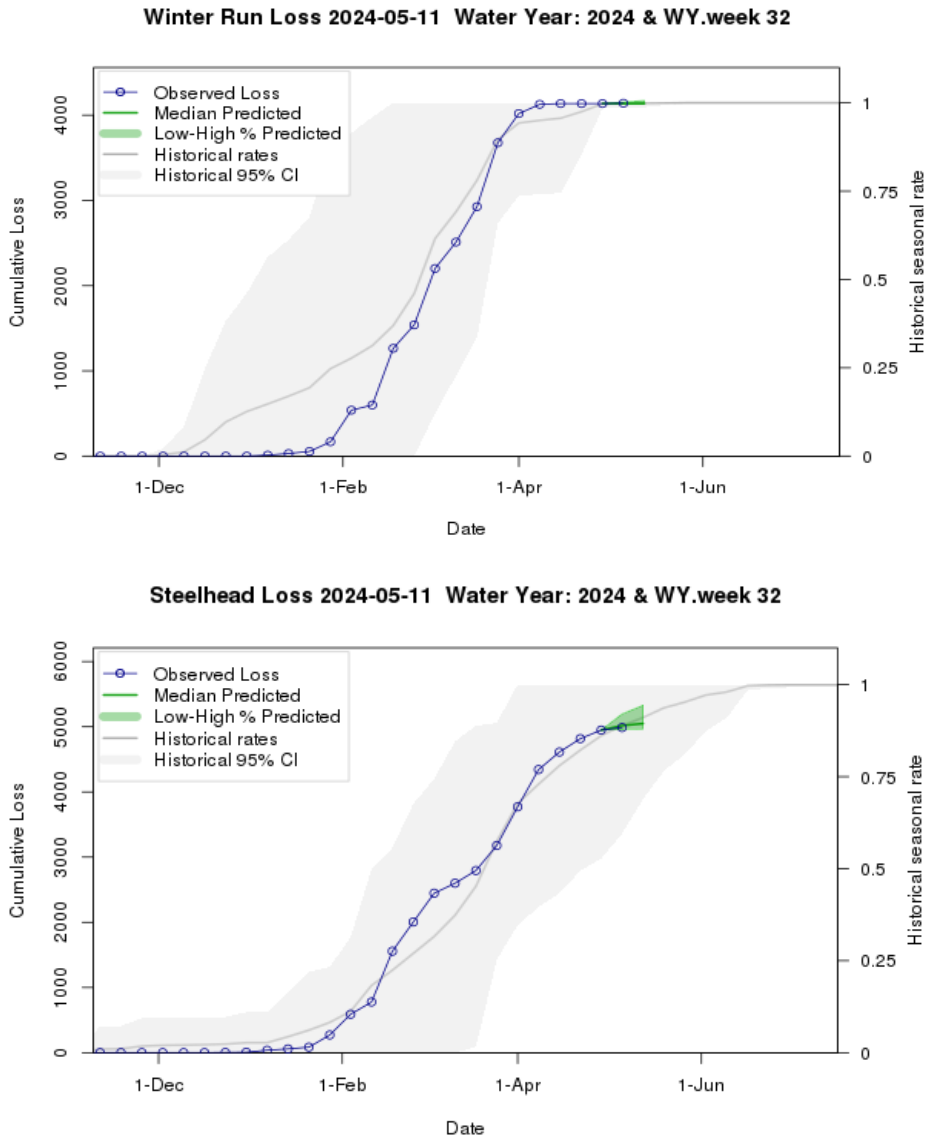 Winter Run Loss 2024-05-11 Water Year: 2024 & WY.week 32
Observed Loss
Median Predicted
Low-High % Predicted
Historical rates
Historical 95% CI
Cumulative Loss
4000
3000
2000
1000
0
Historical seasonal rate
1
0.75
0.5
0.25
0
1-Dec
1-Feb
1-Apr
1-Jun
Date
Steelhead Loss 2024-05-11 Water Year: 2024 & WY.week 32
Observed Loss
Median Predicted
Low-High % Predicted
Historical rates
Historical 95% CI
Cumulative Loss
6000
5000
4000
3000
2000
1000
0
Historical seasonal rate
1
0.75
0.5
0.25
0
1-Dec
1-Feb
1-Apr
1-Jun
Date